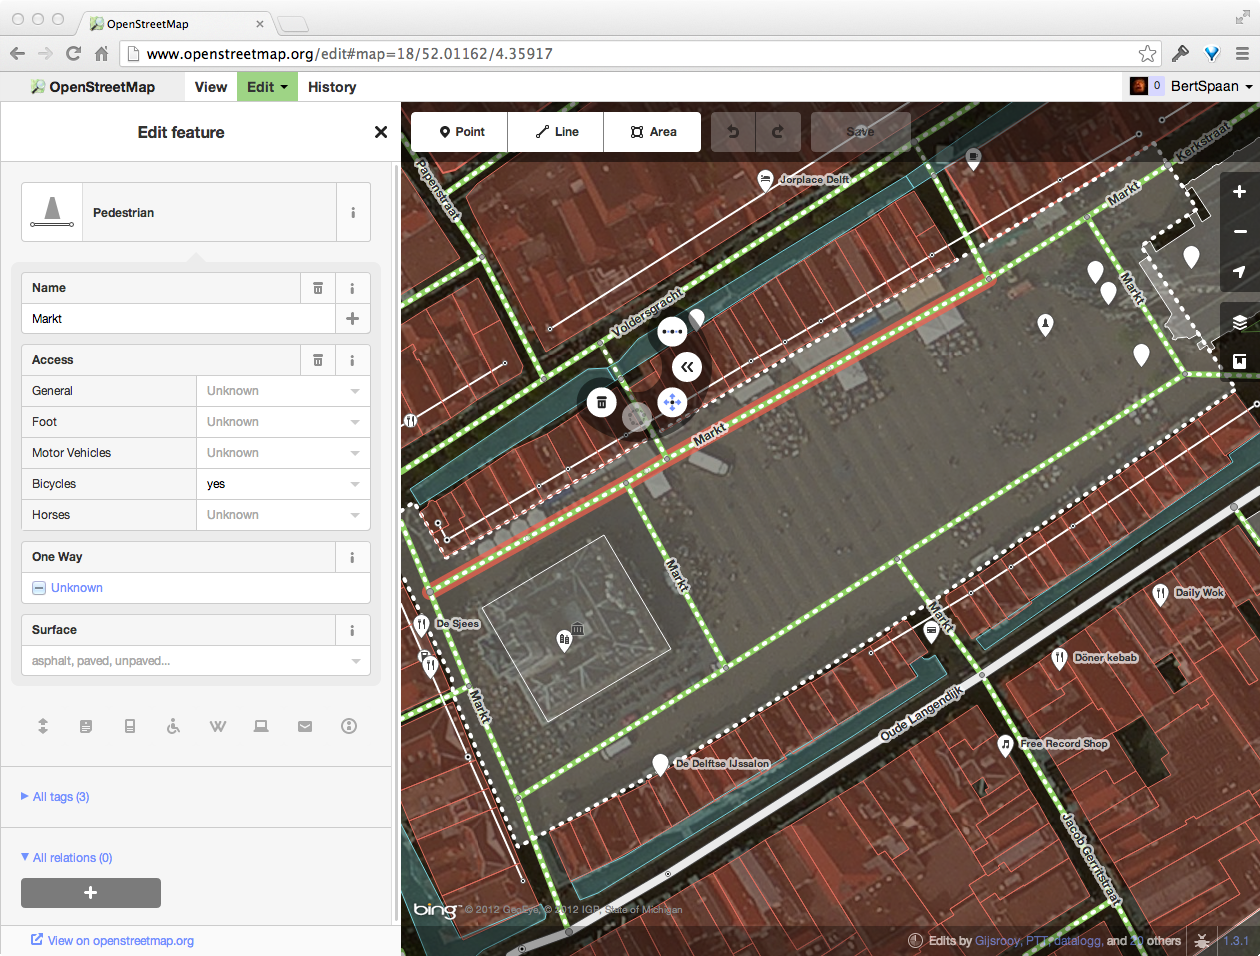 OpenStreetMap
www.openstreetmap.org/edit#map=18/52.01162/4.35917
OpenStreetMap
View
Edit
History
0
BertSpaan
Edit feature
Pedestrian
Name
Markt
Access
General
Unknown
Foot
Unknown
Motor Vehicles
Unknown
Bicycles
yes
Horses
Unknown
One Way
Unknown
Surface
asphalt, paved, unpaved...
All tags (3)
All relations (0)
+
View on openstreetmap.org
Point
Line
Area
Save
Papenstraat
Jorplace Delft
Kerkstraat
Markt
Markt
Voldersgracht
Markt
Markt
De Sjees
Markt
Markt
Daily Wok
Döner kebab
Oude Langendijk
Free Record Shop
De Delftse IJssalon
Jacob Gerritstraat
bing
© 2012 GeoEye, © 2012 IGP, State of Michigan
Edits by Gijsrooy, PTT, datalogg, and 20 others
1.3.1